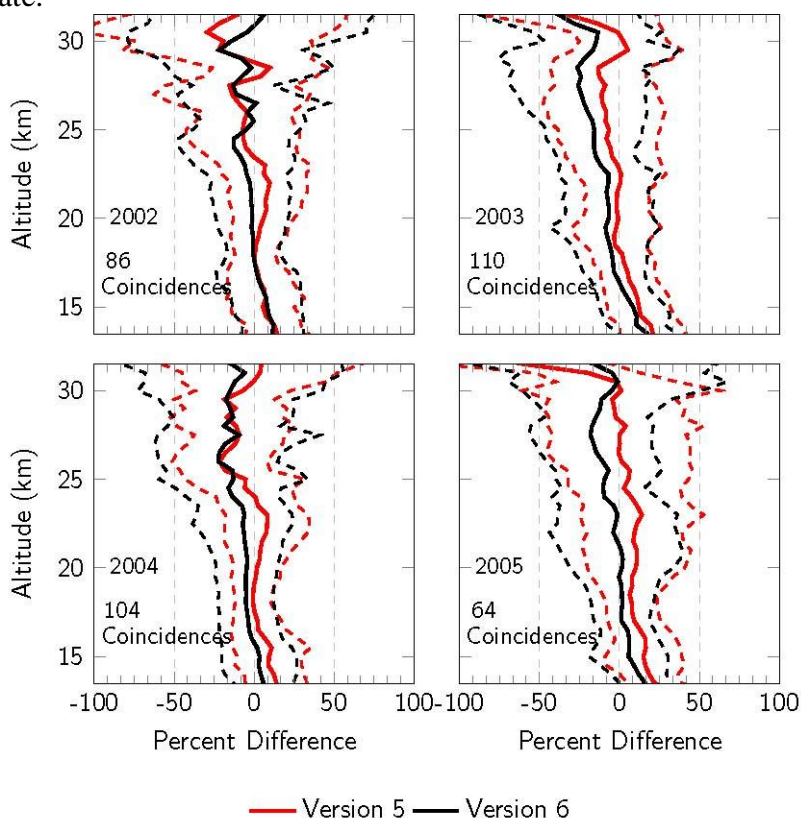 ate.
30
25
20
15
Altitude (km)
2002
86
Coincidences
2003
110
Coincidences
30
25
20
15
Altitude (km)
2004
104
Coincidences
2005
64
Coincidences
-100 -50 0 50 100
-100 -50 0 50 100
Percent Difference Percent Difference
Version 5 Version 6